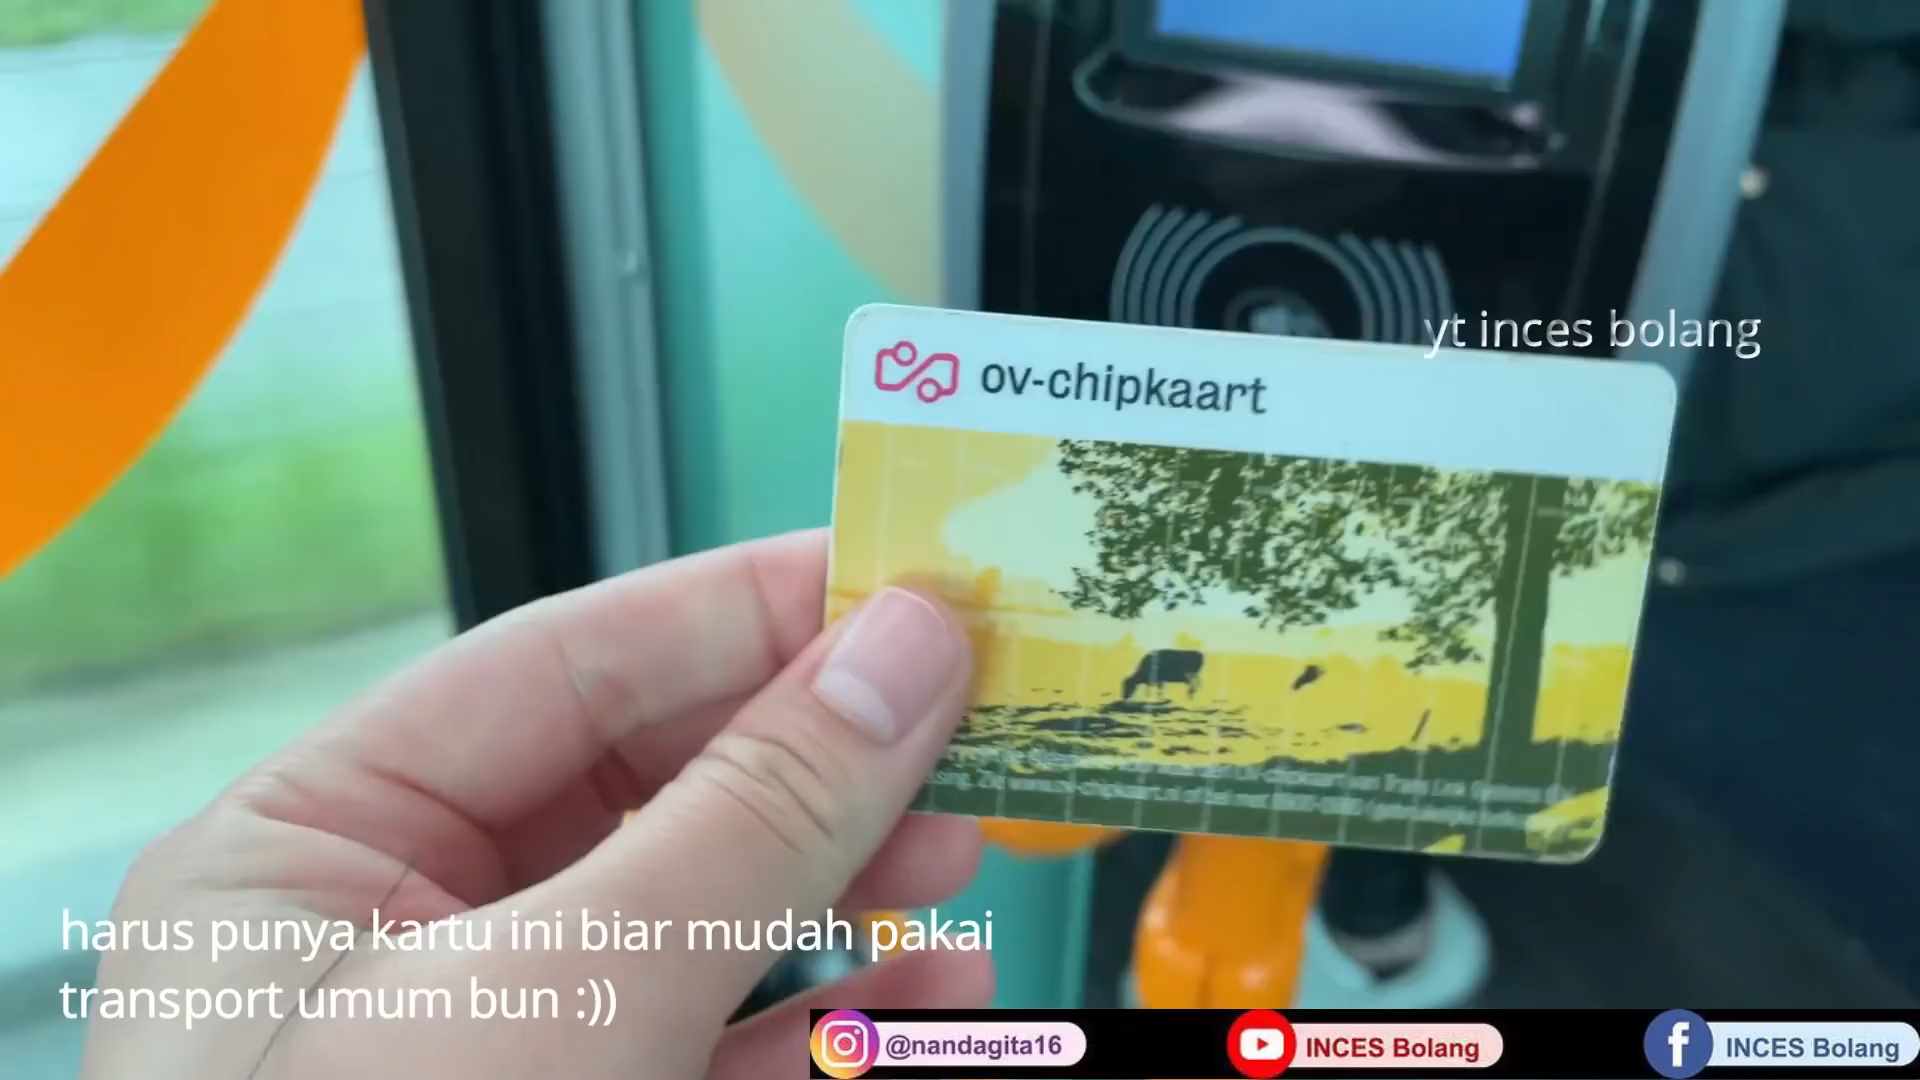 yt inces bolang
ov-chipkaart
harus punya kartu ini biar mudah pakai
transport umum bun :))
@nandagita16
INCES Bolang
INCES Bolang